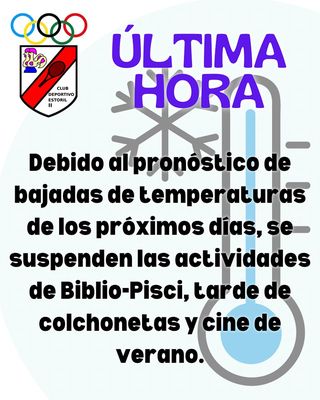 ÚLTIMA
HORA
CLUB
DEPORTIVO
ESTORIL
II
Debido al pronóstico de
bajadas de temperaturas
de los próximos días, se
suspenden las actividades
de Biblio-Pisci, tarde de
colchonetas y cine de
verano.